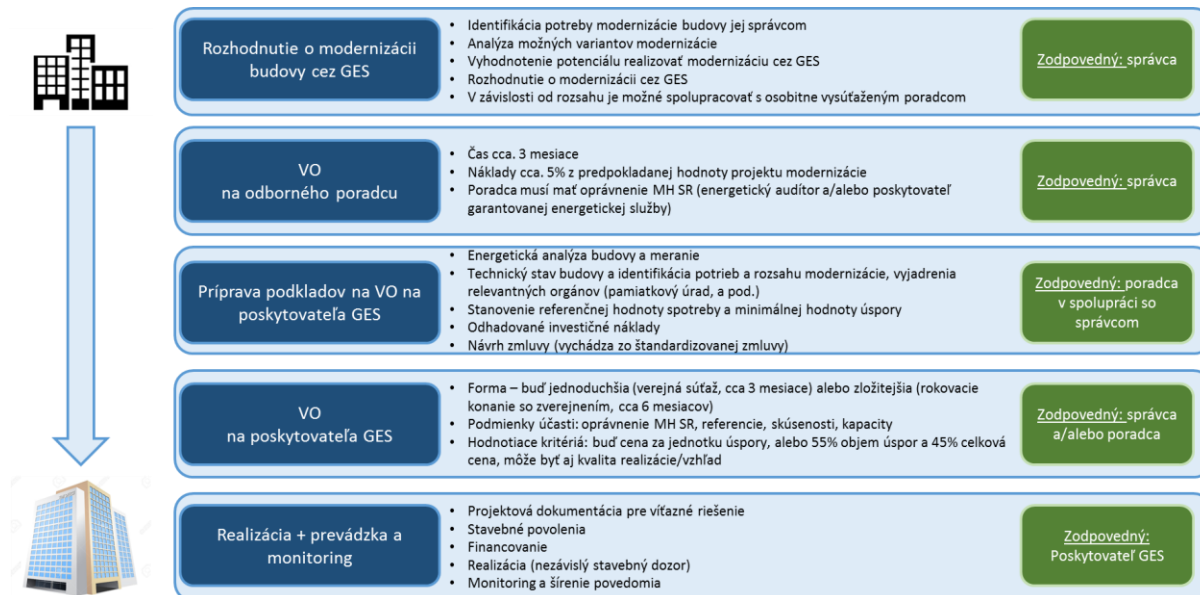 Rozhodnutie o modernizácii
budovy cez GES
• Identifikácia potreby modernizácie budovy jej správcom
• Analýza možných variantov modernizácie
• Vyhodnotenie potenciálu realizovať modernizáciu cez GES
• Rozhodnutie o modernizácii cez GES
• V závislosti od rozsahu je možné spolupracovať s osobitne vysúťaženým poradcom
Zodpovedný: správca
VO
na odborného poradcu
• Čas cca. 3 mesiace
• Náklady cca. 5% z predpokladanej hodnoty projektu modernizácie
• Poradca musí mať oprávnenie MH SR (energetický audítor a/alebo poskytovateľ
garantovanej energetickej služby)
Zodpovedný: správca
Príprava podkladov na VO na
poskytovateľa GES
• Energetická analýza budovy a meranie
• Technický stav budovy a identifikácia potrieb a rozsahu modernizácie, vyjadrenia
relevantných orgánov (pamiatkový úrad, a pod.)
• Stanovenie referenčnej hodnoty spotreby a minimálnej hodnoty úspory
• Odhadované investičné náklady
• Návrh zmluvy (vychádza zo štandardizovanej zmluvy)
Zodpovedný: poradca
v spolupráci so
správcom
VO
na poskytovateľa GES
• Forma – buď jednoduchšia (verejná súťaž, cca 3 mesiace) alebo zložitejšia (rokovacie
konanie so zverejnením, cca 6 mesiacov)
• Podmienky účasti: oprávnenie MH SR, referencie, skúsenosti, kapacity
• Hodnotiace kritériá: buď cena za jednotku úspory, alebo 55% objem úspor a 45% celková
cena, môže byť aj kvalita realizácie/vzhľad
Zodpovedný: správca
a/alebo poradca
Realizácia + prevádzka a
monitoring
• Projektová dokumentácia pre víťazné riešenie
• Stavebné povolenia
• Financovanie
• Realizácia (nezávislý stavebný dozor)
• Monitoring a šírenie povedomia
Zodpovedný:
Poskytovateľ GES